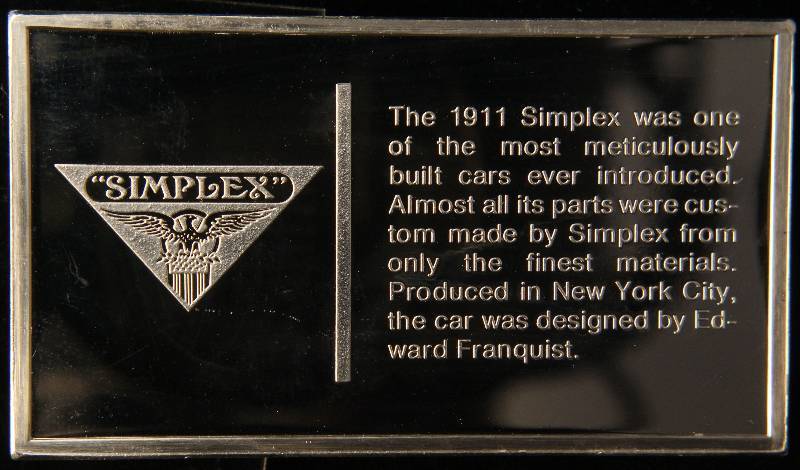 "SIMPLEX"
The 1911 Simplex was one
of the most meticulously
built cars ever introduced.
Almost all its parts were cus-
tom made by Simplex from
only the finest materials.
Produced in New York City,
the car was designed by Ed-
ward Franquist.